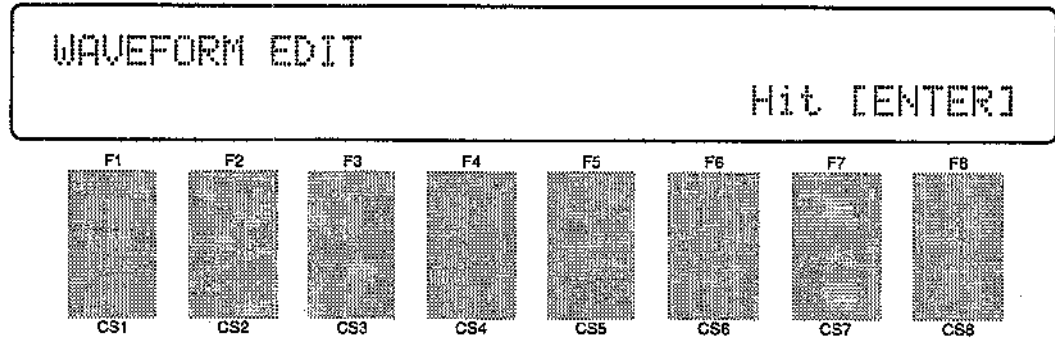 WAVEFORM EDIT
Hit [ENTER]
F1 F2 F3 F4 F5 F6 F7 F8
CS1 CS2 CS3 CS4 CS5 CS6 CS7 CS8